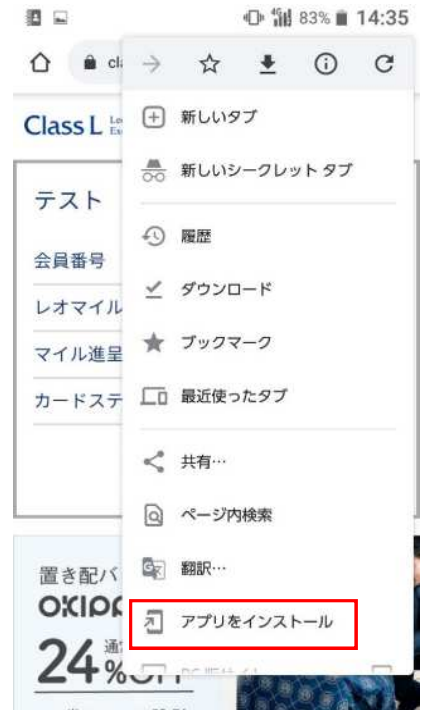 83% 14:35
新しいタブ
Class L
新しいシークレット タブ
テスト
履歴
会員番号
ダウンロード
レオマイル
ブックマーク
マイル進呈
最近使ったタブ
カードステ
共有…
ページ内検索
翻訳…
置き配バ
OKIPP
アプリをインストール
24%OFF